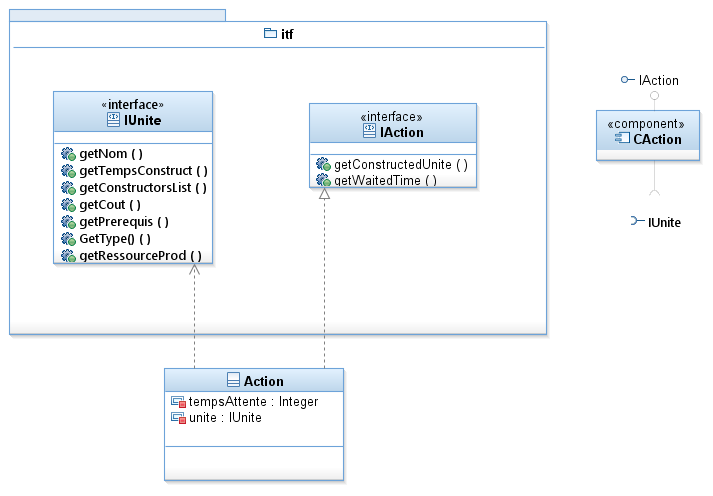 itf
«interface»
IUnite
getNom ( )
getTempsConstruct ( )
getConstructorsList ( )
getCout ( )
getPrerequis ( )
GetType() ( )
getRessourceProd ( )
«interface»
IAction
getConstructedUnite ( )
getWaitedTime ( )
IAction
«component»
CAction
IUnite
Action
tempsAttente : Integer
unite : IUnite